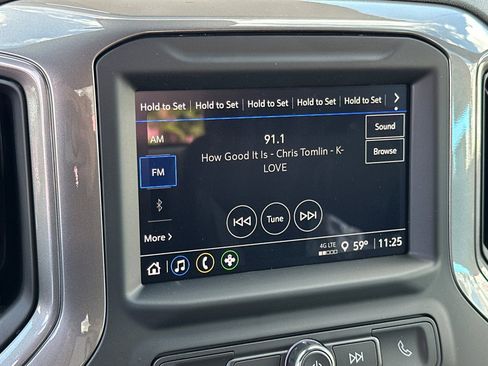 Hold to Set Hold to Set Hold to Set Hold to Set Hold to Set
AM
91.1
Sound
How Good It Is - Chris Tomlin - K-
LOVE
FM
Browse
Tune
More
4G LTE
59° 11:25